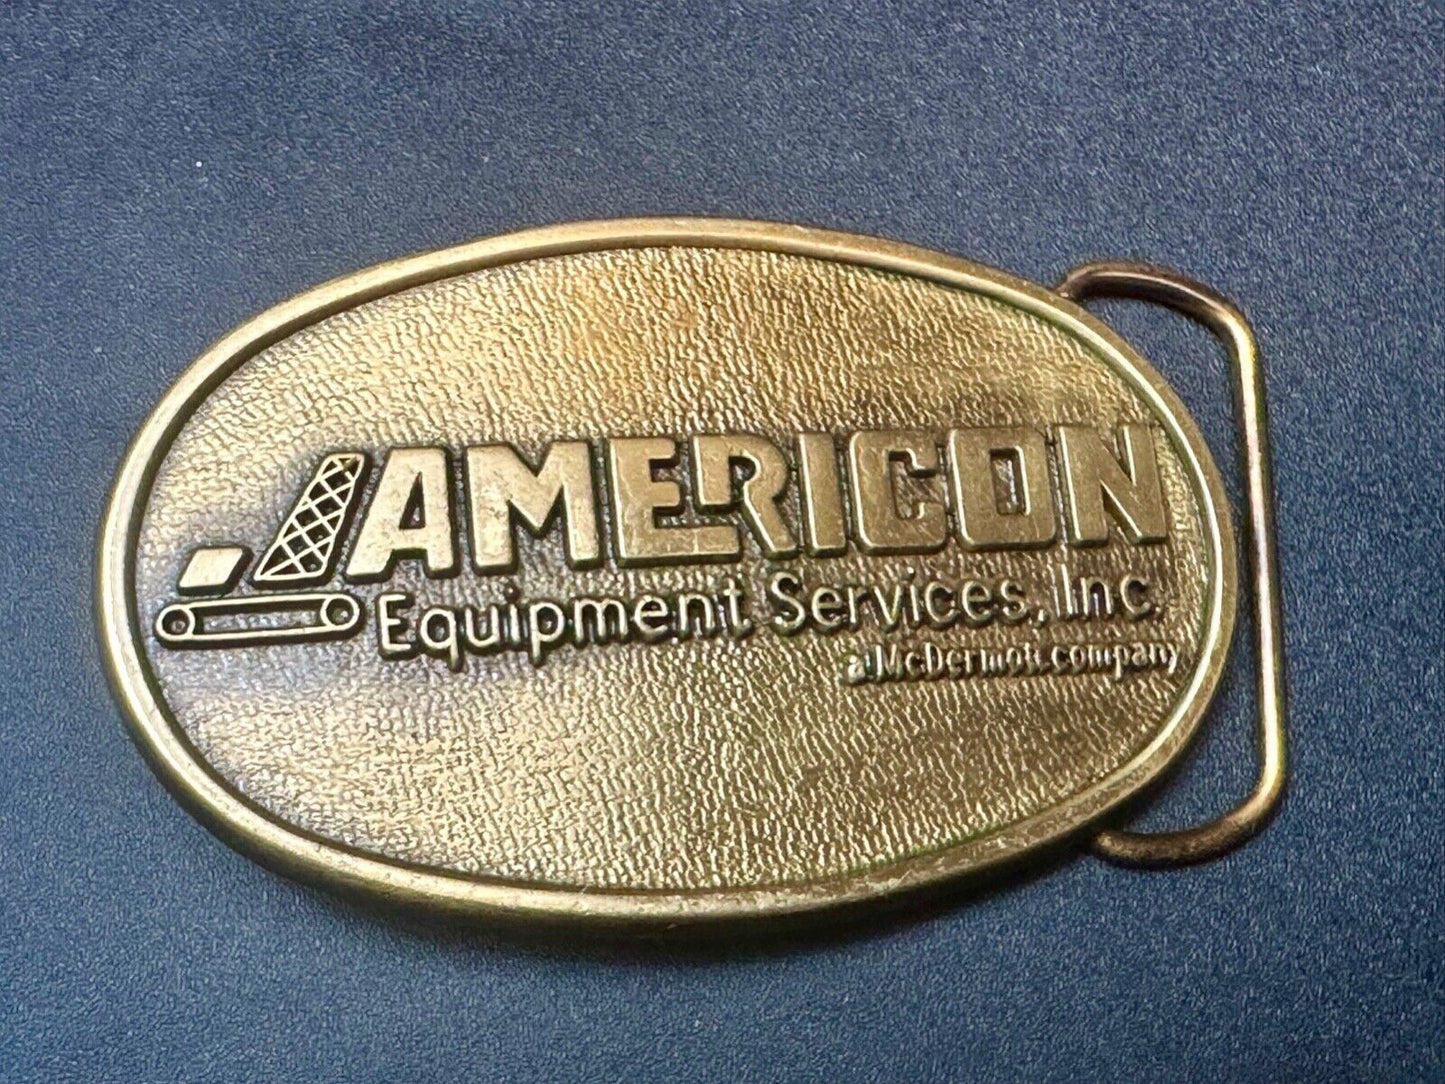 AMERICON
Equipment Services, Inc.
a McDermott company